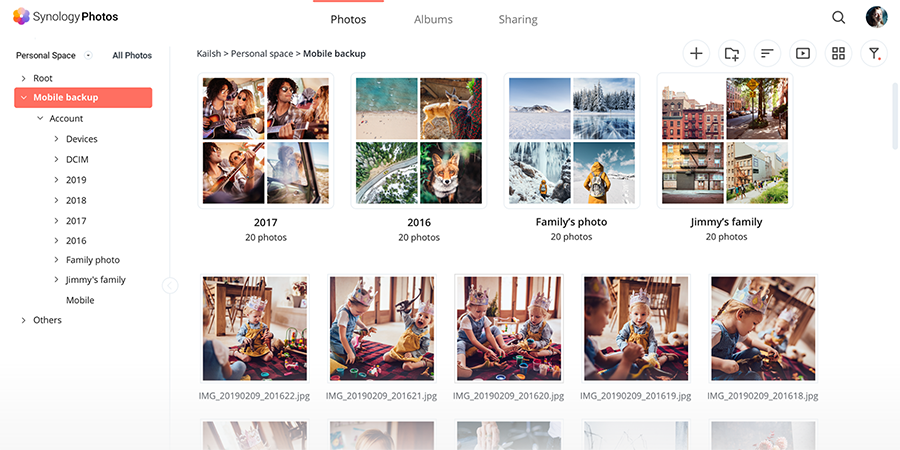 Synology Photos
Photos
Albums
Sharing
Personal Space
All Photos
Root
Mobile backup
Account
Devices
DCIM
2019
2018
2017
2016
Family photo
Jimmy's family
Mobile
Others
Kailsh > Personal space > Mobile backup
2017
20 photos
2016
20 photos
Family's photo
20 photos
Jimmy's family
20 photos
IMG_20190209_201622.jpg
IMG_20190209_201621.jpg
IMG_20190209_201620.jpg
IMG_20190209_201619.jpg
IMG_20190209_201618.jpg